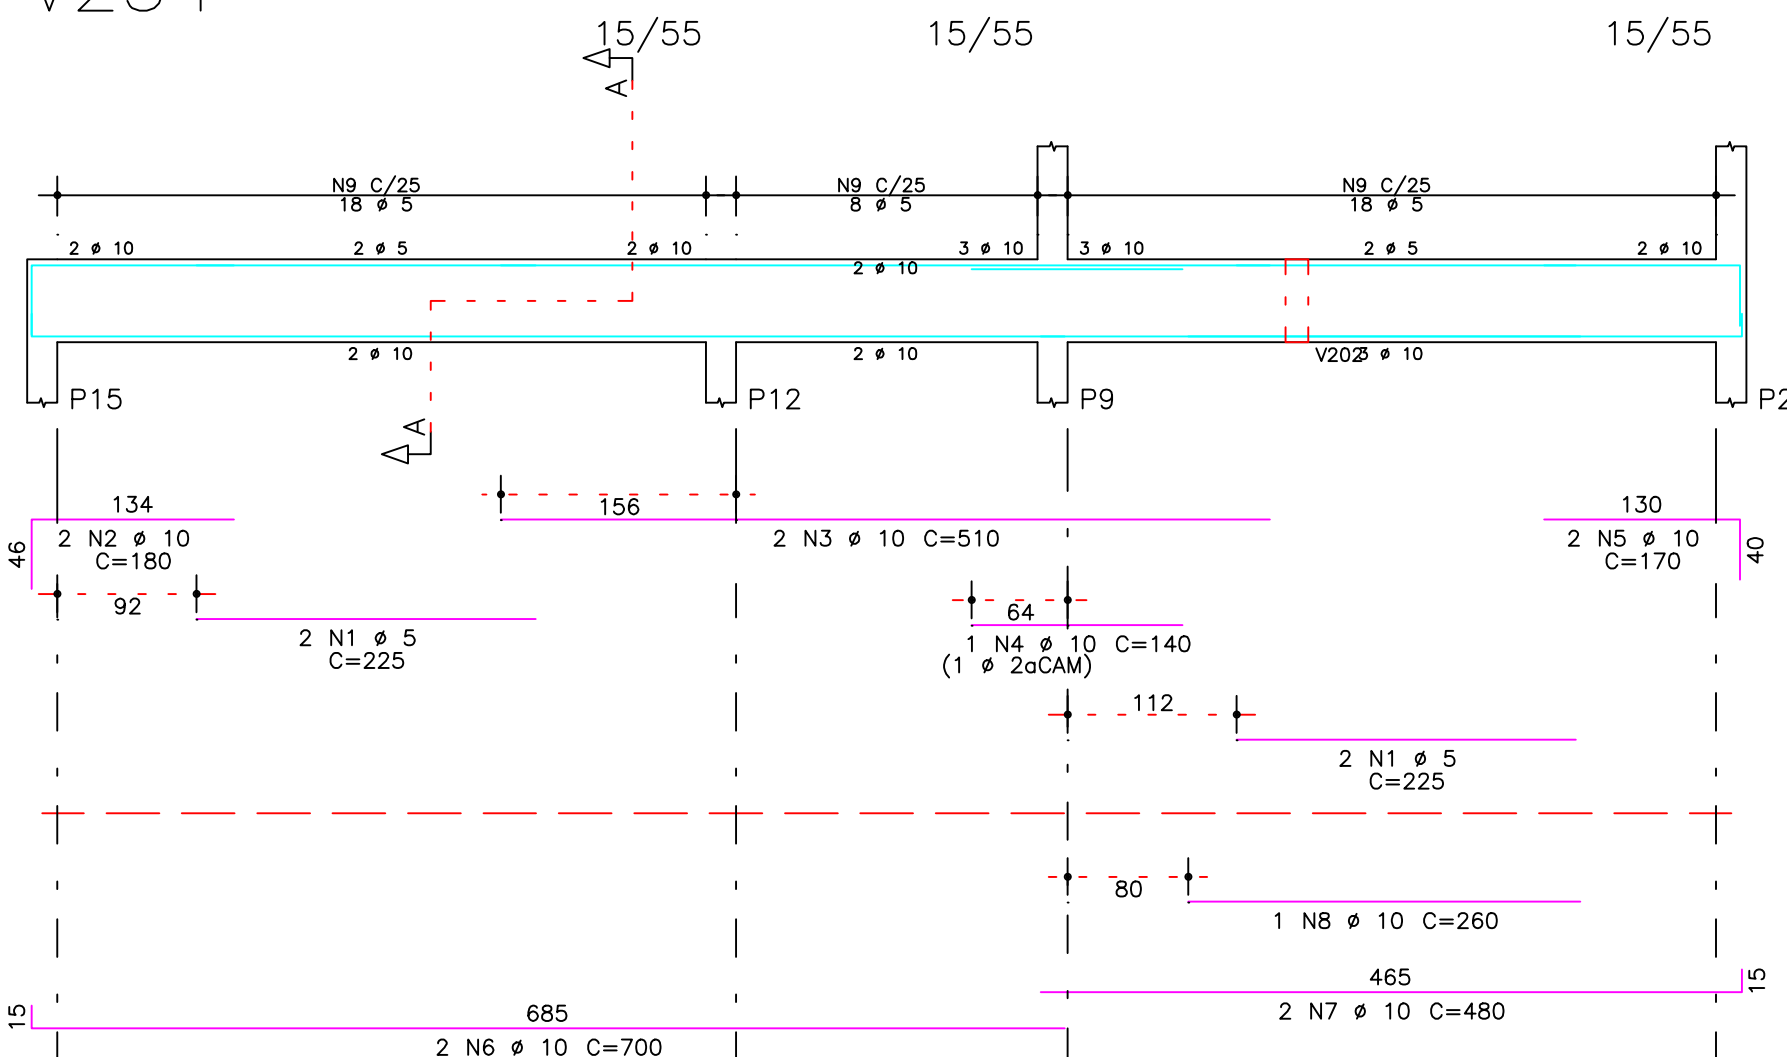 15/55 15/55 15/55
A
N9 C/25 N9 C/25 N9 C/25
18 ø 5 8 ø 5 18 ø 5
2 ø 10 2 ø 5 2 ø 10 3 ø 10 3 ø 10 2 ø 5 2 ø 10
2 ø 10
2 ø 10 2 ø 10 V202 3 ø 10
P15 P12 P9 P2
A
134 156 130
46 2 N2 ø 10 2 N3 ø 10 C=510 2 N5 ø 10 40
C=180 C=170
92 64
2 N1 ø 5 1 N4 ø 10 C=140
C=225 (1 ø 2aCAM)
112
2 N1 ø 5
C=225
80
1 N8 ø 10 C=260
465 15
15 685 2 N7 ø 10 C=480
2 N6 ø 10 C=700